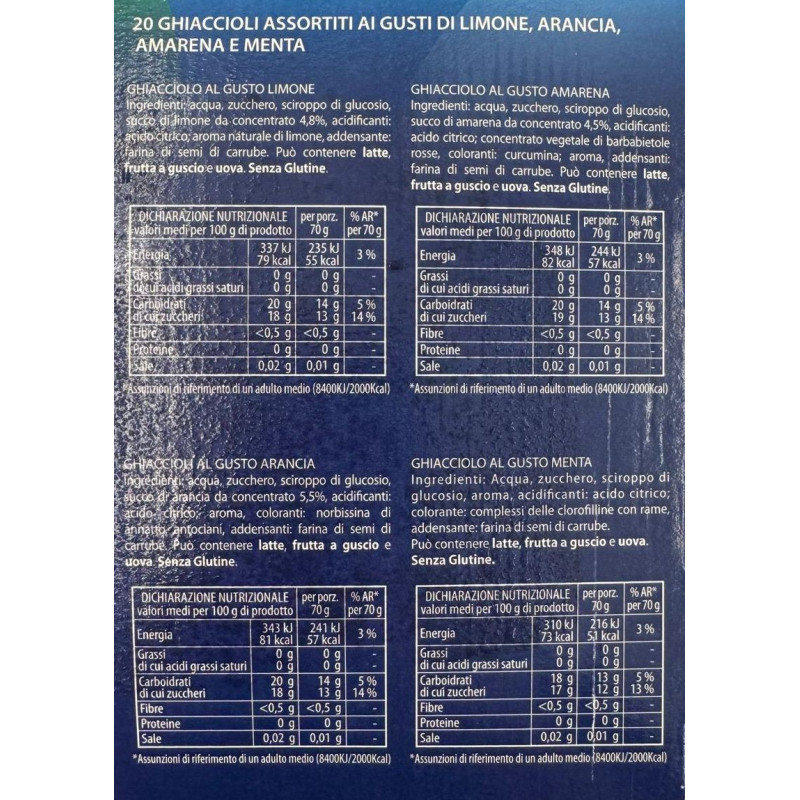 20 GHIACCIOLI ASSORTITI AI GUSTI DI LIMONE, ARANCIA,
AMARENA E MENTA
GHIACCIOLO AL GUSTO LIMONE
Ingredienti: acqua, zucchero, sciroppo di glucosio,
succo di limone da concentrato 4,8%, acidificanti:
acido citrico; aroma naturale di limone, addensante:
farina di semi di carrube. Può contenere latte,
frutta a guscio e uova. Senza Glutine.
DICHIARAZIONE NUTRIZIONALE per porz. % AR*
valori medi per 100 g di prodotto 70 g per 70 g
Energia 337 kJ 235 kJ 3 %
79 kcal 55 kcal
Grassi 0 g 0 g -
di cui acidi grassi saturi 0 g 0 g -
Carboidrati 20 g 14 g 5 %
di cui zuccheri 18 g 13 g 14 %
Fibre <0,5 g <0,5 g -
Proteine 0 g 0 g -
Sale 0,02 g 0,01 g -
*Assunzioni di riferimento di un adulto medio (8400KJ/2000Kcal)
GHIACCIOLO AL GUSTO AMARENA
Ingredienti: acqua, zucchero, sciroppo di glucosio,
succo di amarena da concentrato 4,5%, acidificanti:
acido citrico; concentrato vegetale di barbabietole
rosse, coloranti: curcumina; aroma, addensanti:
farina di semi di carrube. Può contenere latte,
frutta a guscio e uova. Senza Glutine.
DICHIARAZIONE NUTRIZIONALE per porz. % AR*
valori medi per 100 g di prodotto 70 g per 70 g
Energia 348 kJ 244 kJ 3 %
82 kcal 57 kcal
Grassi 0 g 0 g -
di cui acidi grassi saturi 0 g 0 g -
Carboidrati 20 g 14 g 5 %
di cui zuccheri 19 g 13 g 14 %
Fibre <0,5 g <0,5 g -
Proteine 0 g 0 g -
Sale 0,02 g 0,01 g -
*Assunzioni di riferimento di un adulto medio (8400KJ/2000Kcal)
GHIACCIOLI AL GUSTO ARANCIA
Ingredienti: acqua, zucchero, sciroppo di glucosio,
succo di arancia da concentrato 5,5%, acidificanti:
acido citrico; aroma, coloranti: norbissina di
annatto, antociani, addensanti: farina di semi di
carrube. Può contenere latte, frutta a guscio e
uova. Senza Glutine.
DICHIARAZIONE NUTRIZIONALE per porz. % AR*
valori medi per 100 g di prodotto 70 g per 70 g
Energia 343 kJ 241 kJ 3 %
81 kcal 57 kcal
Grassi 0 g 0 g -
di cui acidi grassi saturi 0 g 0 g -
Carboidrati 20 g 14 g 5 %
di cui zuccheri 18 g 13 g 14 %
Fibre <0,5 g <0,5 g -
Proteine 0 g 0 g -
Sale 0,02 g 0,01 g -
*Assunzioni di riferimento di un adulto medio (8400KJ/2000Kcal)
GHIACCIOLO AL GUSTO MENTA
Ingredienti: Acqua, zucchero, sciroppo di
glucosio, aroma, acidificanti: acido citrico;
colorante: complessi delle clorofilline con rame,
addensante: farina di semi di carrube.
Può contenere latte, frutta a guscio e uova.
Senza Glutine.
DICHIARAZIONE NUTRIZIONALE per porz. % AR*
valori medi per 100 g di prodotto 70 g per 70 g
Energia 310 kJ 216 kJ 3 %
73 kcal 51 kcal
Grassi 0 g 0 g -
di cui acidi grassi saturi 0 g 0 g -
Carboidrati 18 g 13 g 5 %
di cui zuccheri 17 g 12 g 13 %
Fibre <0,5 g <0,5 g -
Proteine 0 g 0 g -
Sale 0,02 g 0,01 g -
*Assunzioni di riferimento di un adulto medio (8400KJ/2000Kcal)